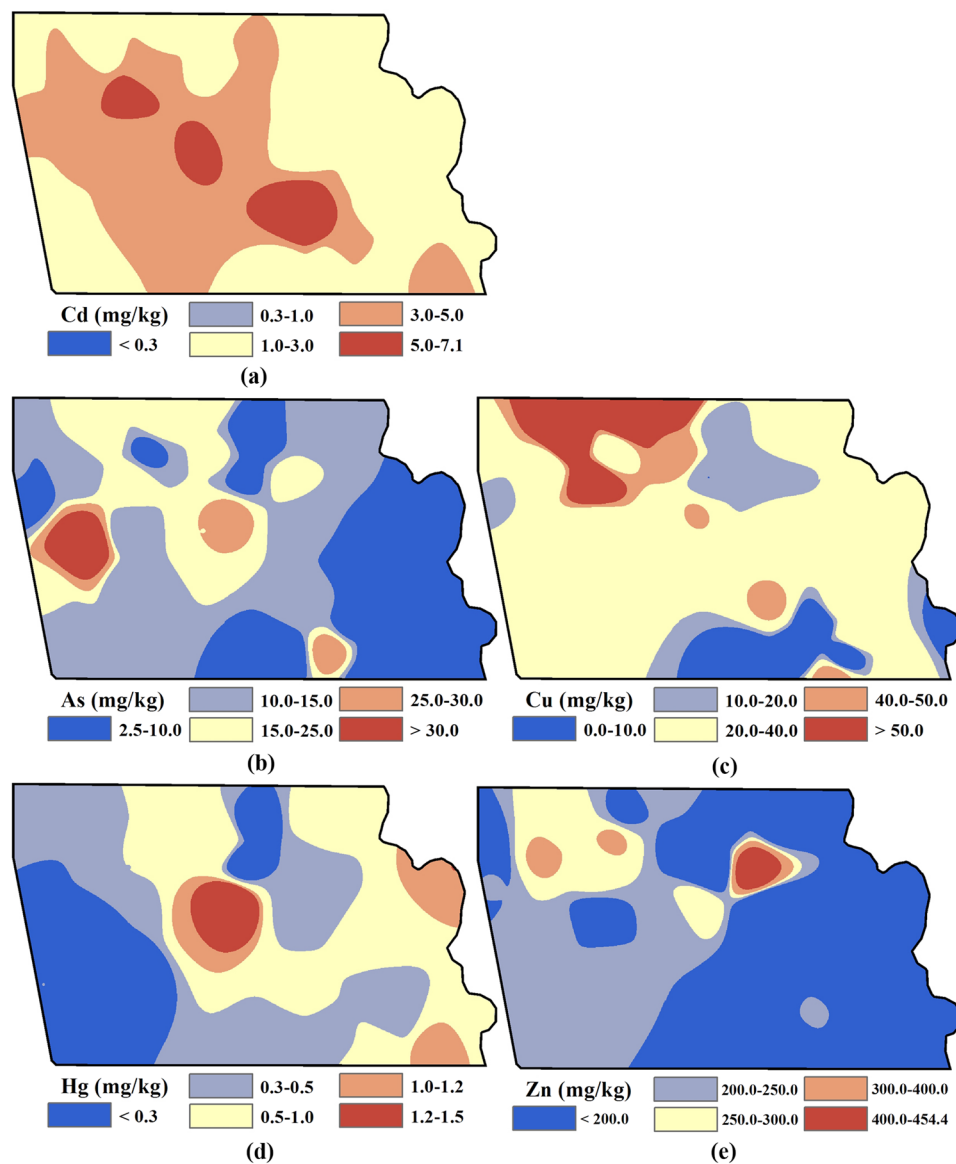 Cd (mg/kg)
0.3-1.0
3.0-5.0
< 0.3
1.0-3.0
5.0-7.1
(a)
As (mg/kg)
10.0-15.0
25.0-30.0
2.5-10.0
15.0-25.0
> 30.0
(b)
Cu (mg/kg)
10.0-20.0
40.0-50.0
0.0-10.0
20.0-40.0
> 50.0
(c)
Hg (mg/kg)
0.3-0.5
1.0-1.2
< 0.3
0.5-1.0
1.2-1.5
(d)
Zn (mg/kg)
200.0-250.0
300.0-400.0
< 200.0
250.0-300.0
400.0-454.4
(e)